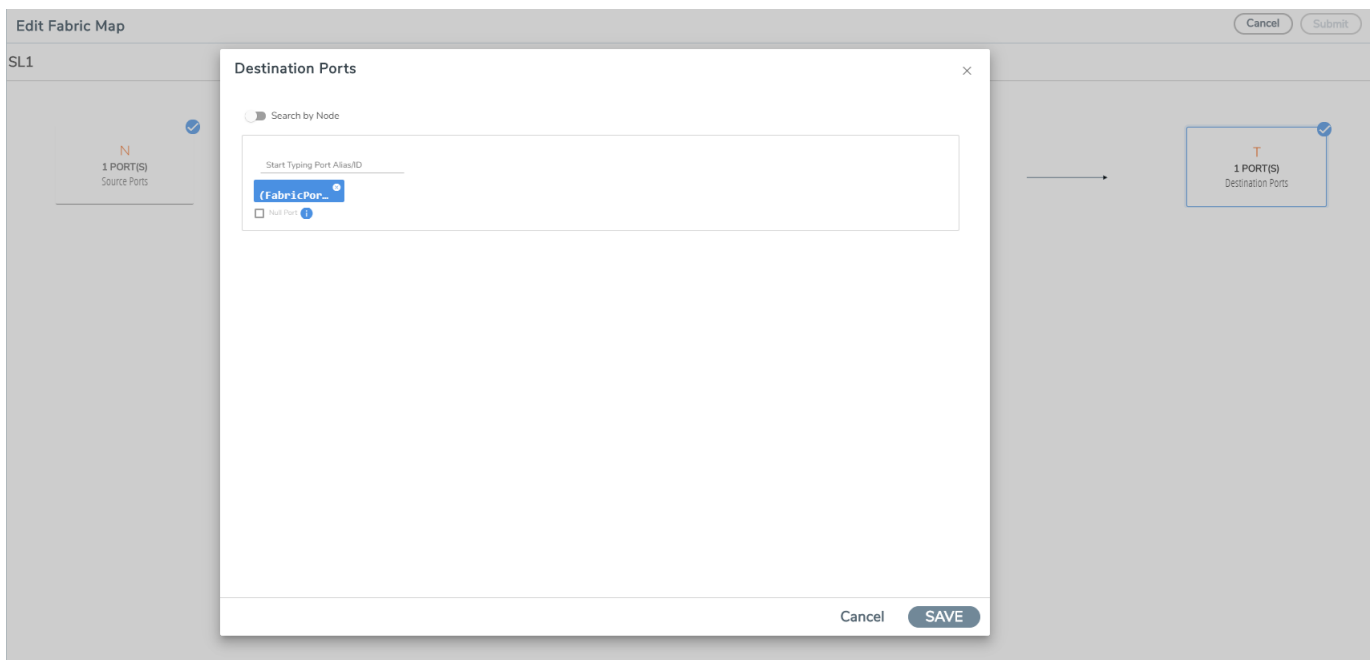 Edit Fabric Map
Cancel
Submit
SL1
Destination Ports
Search by Node
Start Typing Port Alias/ID
(FabricPor…
Null Port
N
1 PORT(S)
Source Ports
T
1 PORT(S)
Destination Ports
Cancel
SAVE